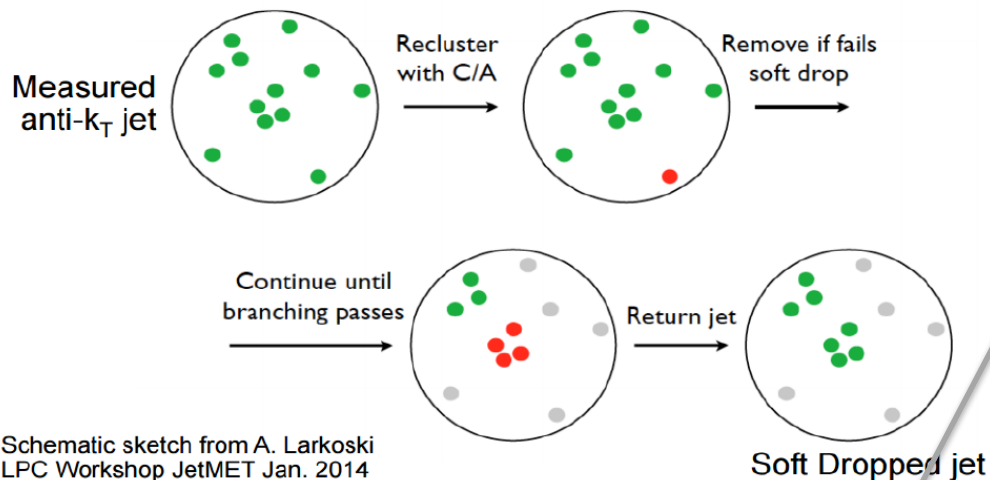 Measured
anti-kT jet
Recluster
with C/A
Remove if fails
soft drop
Continue until
branching passes
Return jet
Schematic sketch from A. Larkoski
LPC Workshop JetMET Jan. 2014
Soft Dropped jet